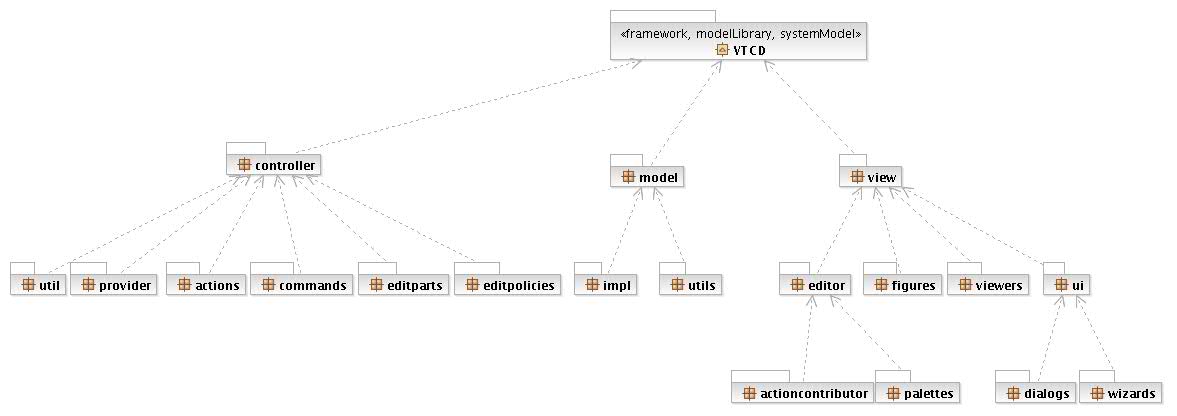 «framework, modelLibrary, systemModel»
VTCD
controller
model
view
util
provider
actions
commands
editparts
editpolicies
impl
utils
editor
figures
viewers
ui
actioncontributor
palettes
dialogs
wizards